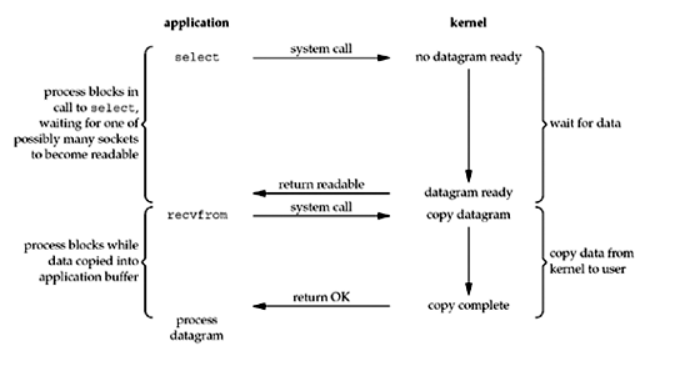 application
kernel
select
system call
no datagram ready
process blocks in
call to select,
waiting for one of
possibly many sockets
to become readable
wait for data
return readable
datagram ready
recvfrom
system call
copy datagram
process blocks while
data copied into
application buffer
copy data from
kernel to user
return OK
copy complete
process
datagram